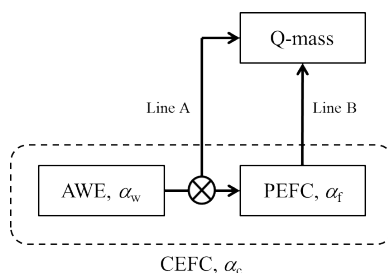 Q-mass
Line A
Line B
AWE, αw
PEFC, αf
CEFC, αc